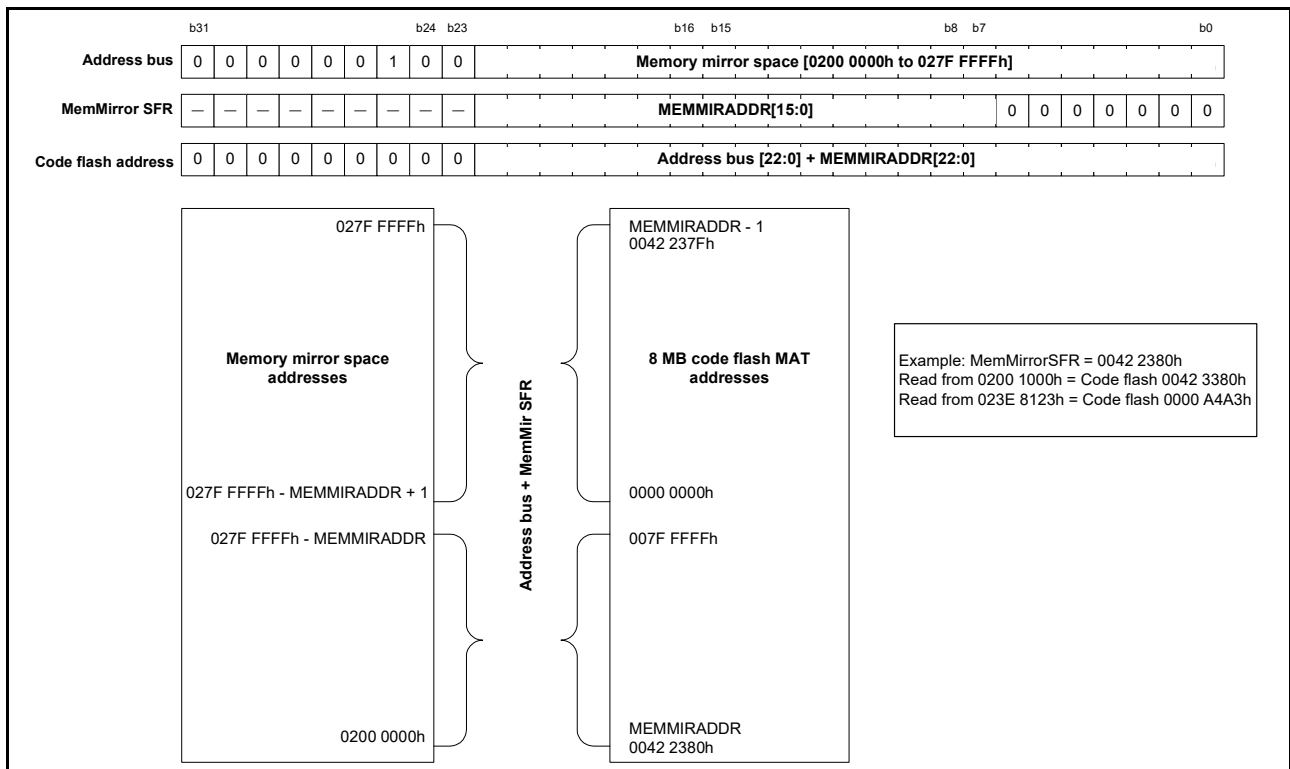 b31 b24 b23 b16 b15 b8 b7 b0
Address bus 0 0 0 0 0 0 1 0 0 Memory mirror space [0200 0000h to 027F FFFFh]
MemMirror SFR — — — — — — — — — MEMMIRADDR[15:0] 0 0 0 0 0 0 0
Code flash address 0 0 0 0 0 0 0 0 0 Address bus [22:0] + MEMMIRADDR[22:0]
027F FFFFh
Memory mirror space
addresses
027F FFFFh - MEMMIRADDR + 1
027F FFFFh - MEMMIRADDR
0200 0000h
Address bus + MemMir SFR
MEMMIRADDR - 1
0042 237Fh
8 MB code flash MAT
addresses
0000 0000h
007F FFFFh
MEMMIRADDR
0042 2380h
Example: MemMirrorSFR = 0042 2380h
Read from 0200 1000h = Code flash 0042 3380h
Read from 023E 8123h = Code flash 0000 A4A3h